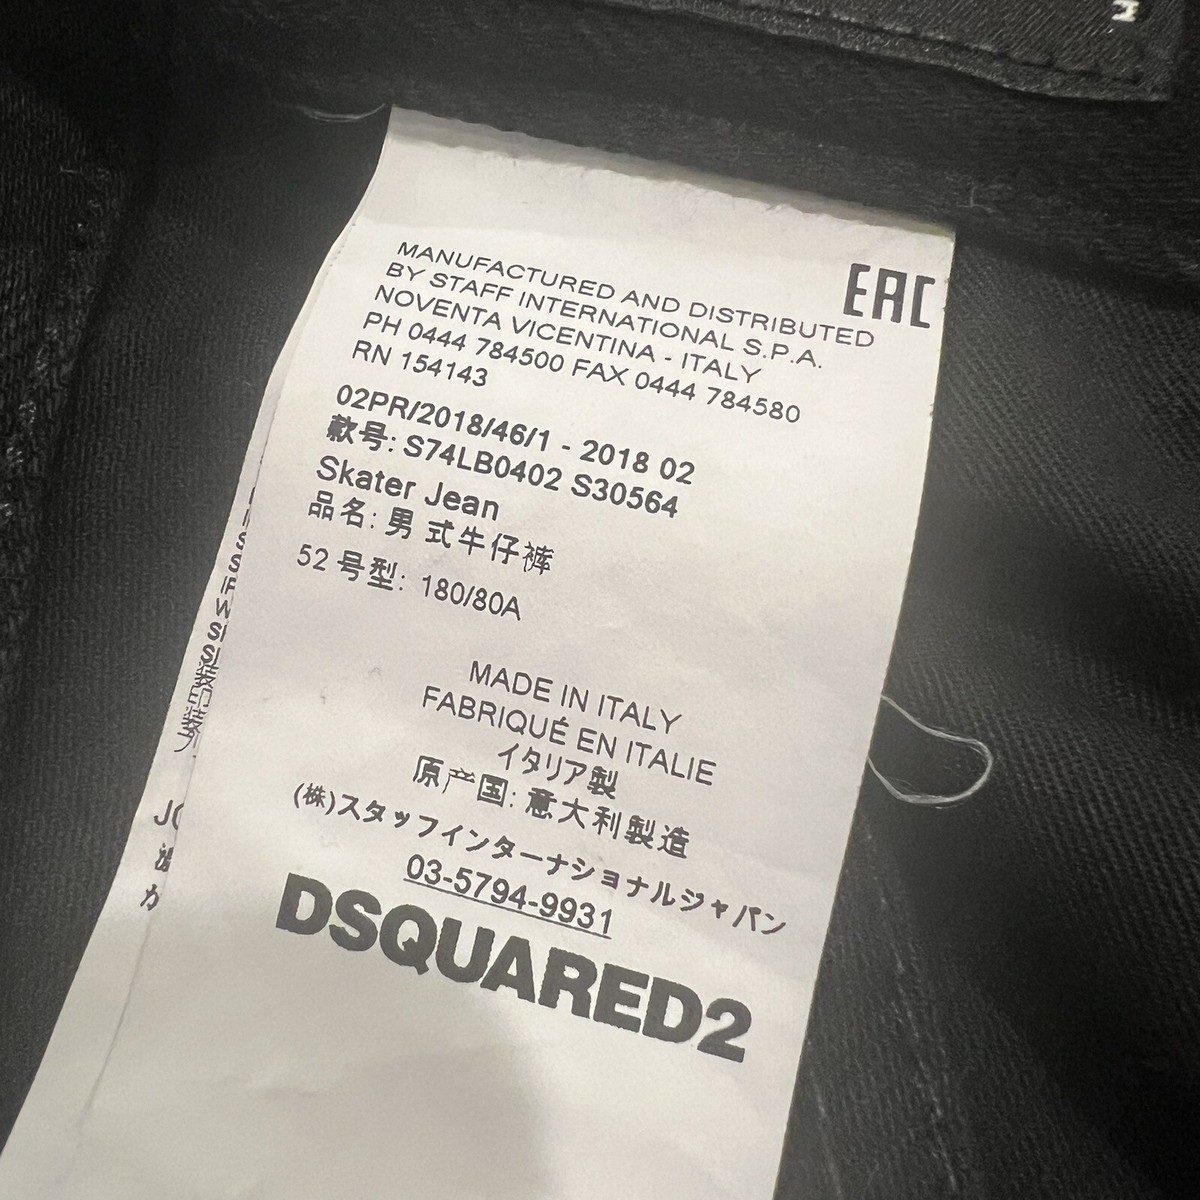 EAC
MANUFACTURED AND DISTRIBUTED
BY STAFF INTERNATIONAL S.P.A.
NOVENTA VICENTINA - ITALY
PH 0444 784500 FAX 0444 784580
RN 154143
02PR/2018/46/1 - 2018 02
款号: S74LB0402 S30564
Skater Jean
品名: 男式牛仔裤
52 号型: 180/80A
MADE IN ITALY
FABRIQUÉ EN ITALIE
イタリア製
原产国: 意大利製造
(株)スタッフインターナショナルジャパン
03-5794-9931
DSQUARED2